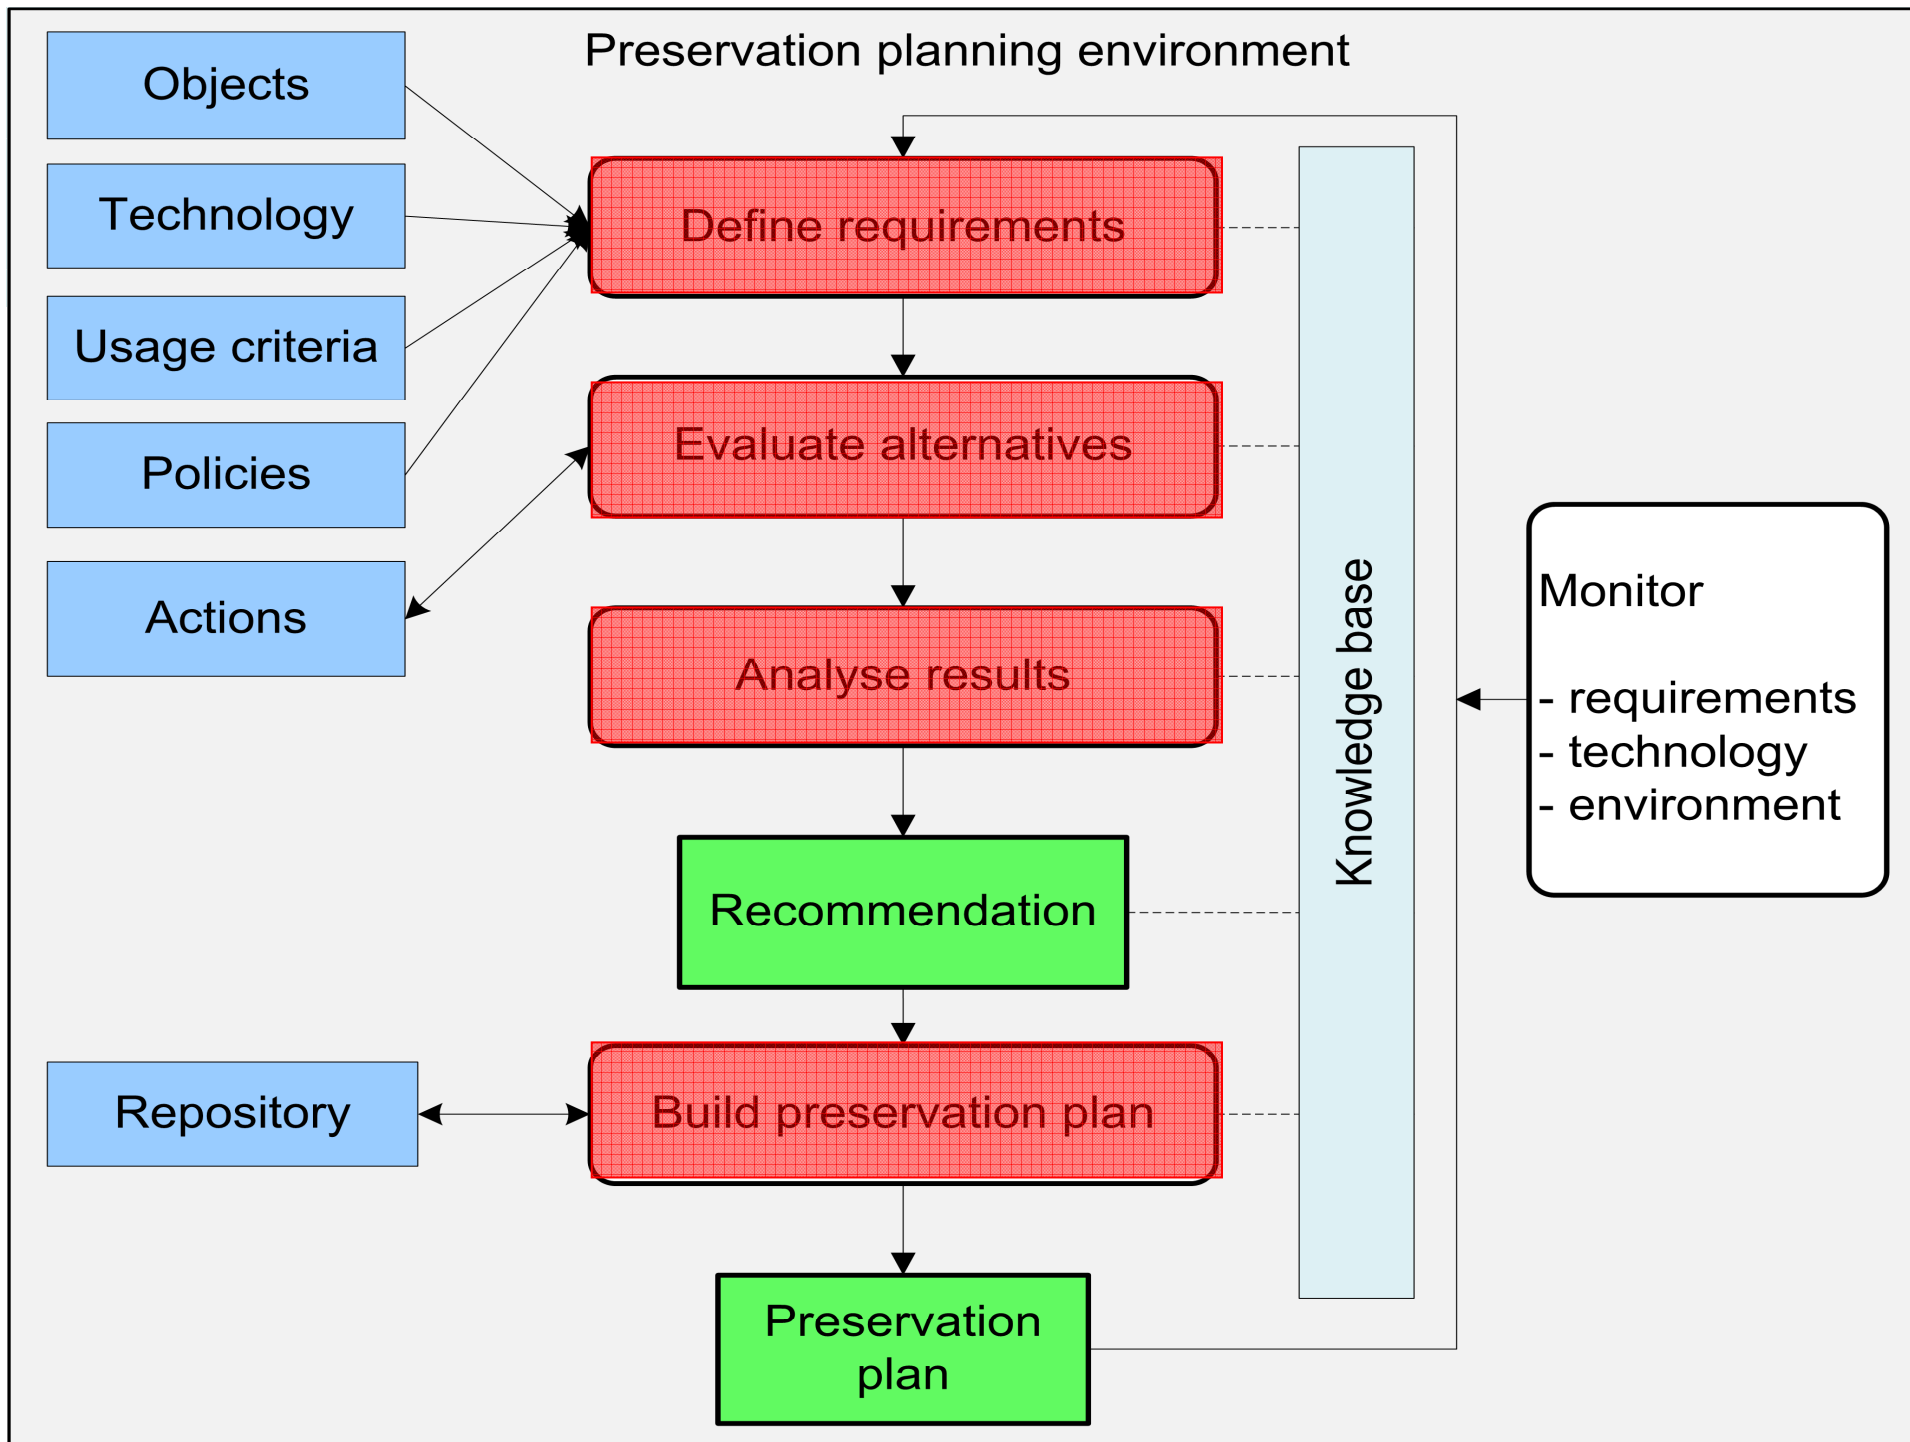 Preservation planning environment
Objects
Technology
Usage criteria
Policies
Actions
Repository
Define requirements
Evaluate alternatives
Analyse results
Recommendation
Build preservation plan
Preservation
plan
Knowledge base
Monitor
- requirements
- technology
- environment